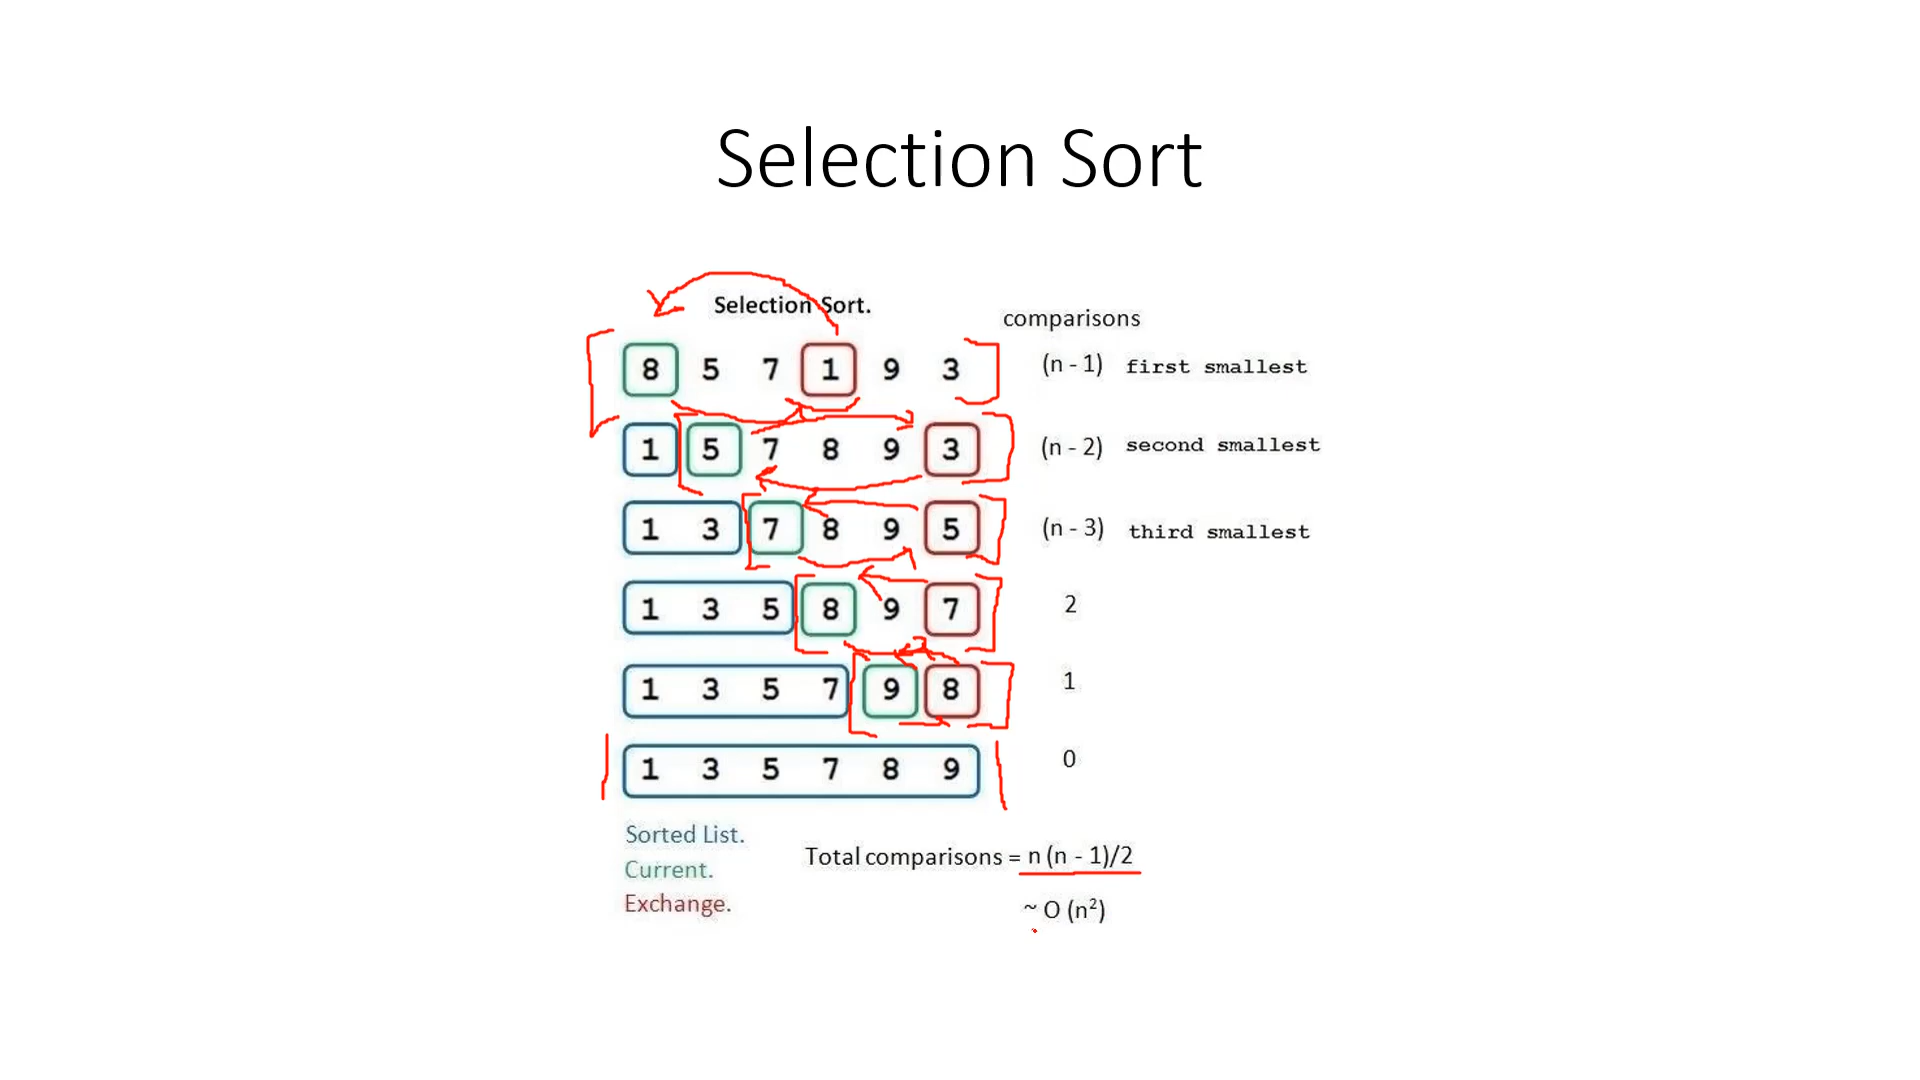 Selection Sort
Selection Sort.
comparisons
8 5 7 1 9 3 (n - 1) first smallest
1 5 7 8 9 3 (n - 2) second smallest
1 3 7 8 9 5 (n - 3) third smallest
1 3 5 8 9 7 2
1 3 5 7 9 8 1
1 3 5 7 8 9 0
Sorted List.
Current.
Exchange.
Total comparisons = n (n - 1)/2
~ O (n²)